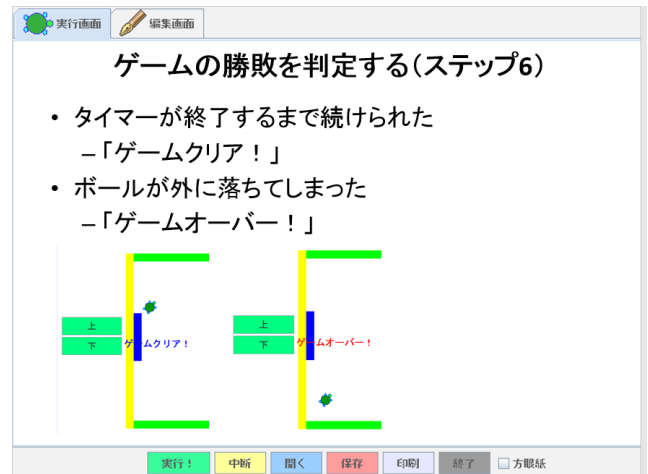 実行画面 編集画面
ゲームの勝敗を判定する(ステップ6)
• タイマーが終了するまで続けられた
–「ゲームクリア！」
• ボールが外に落ちてしまった
–「ゲームオーバー！」
上
下
ゲームクリア！
上
下
ゲームオーバー！
実行！ 中断 開く 保存 印刷 終了 方眼紙